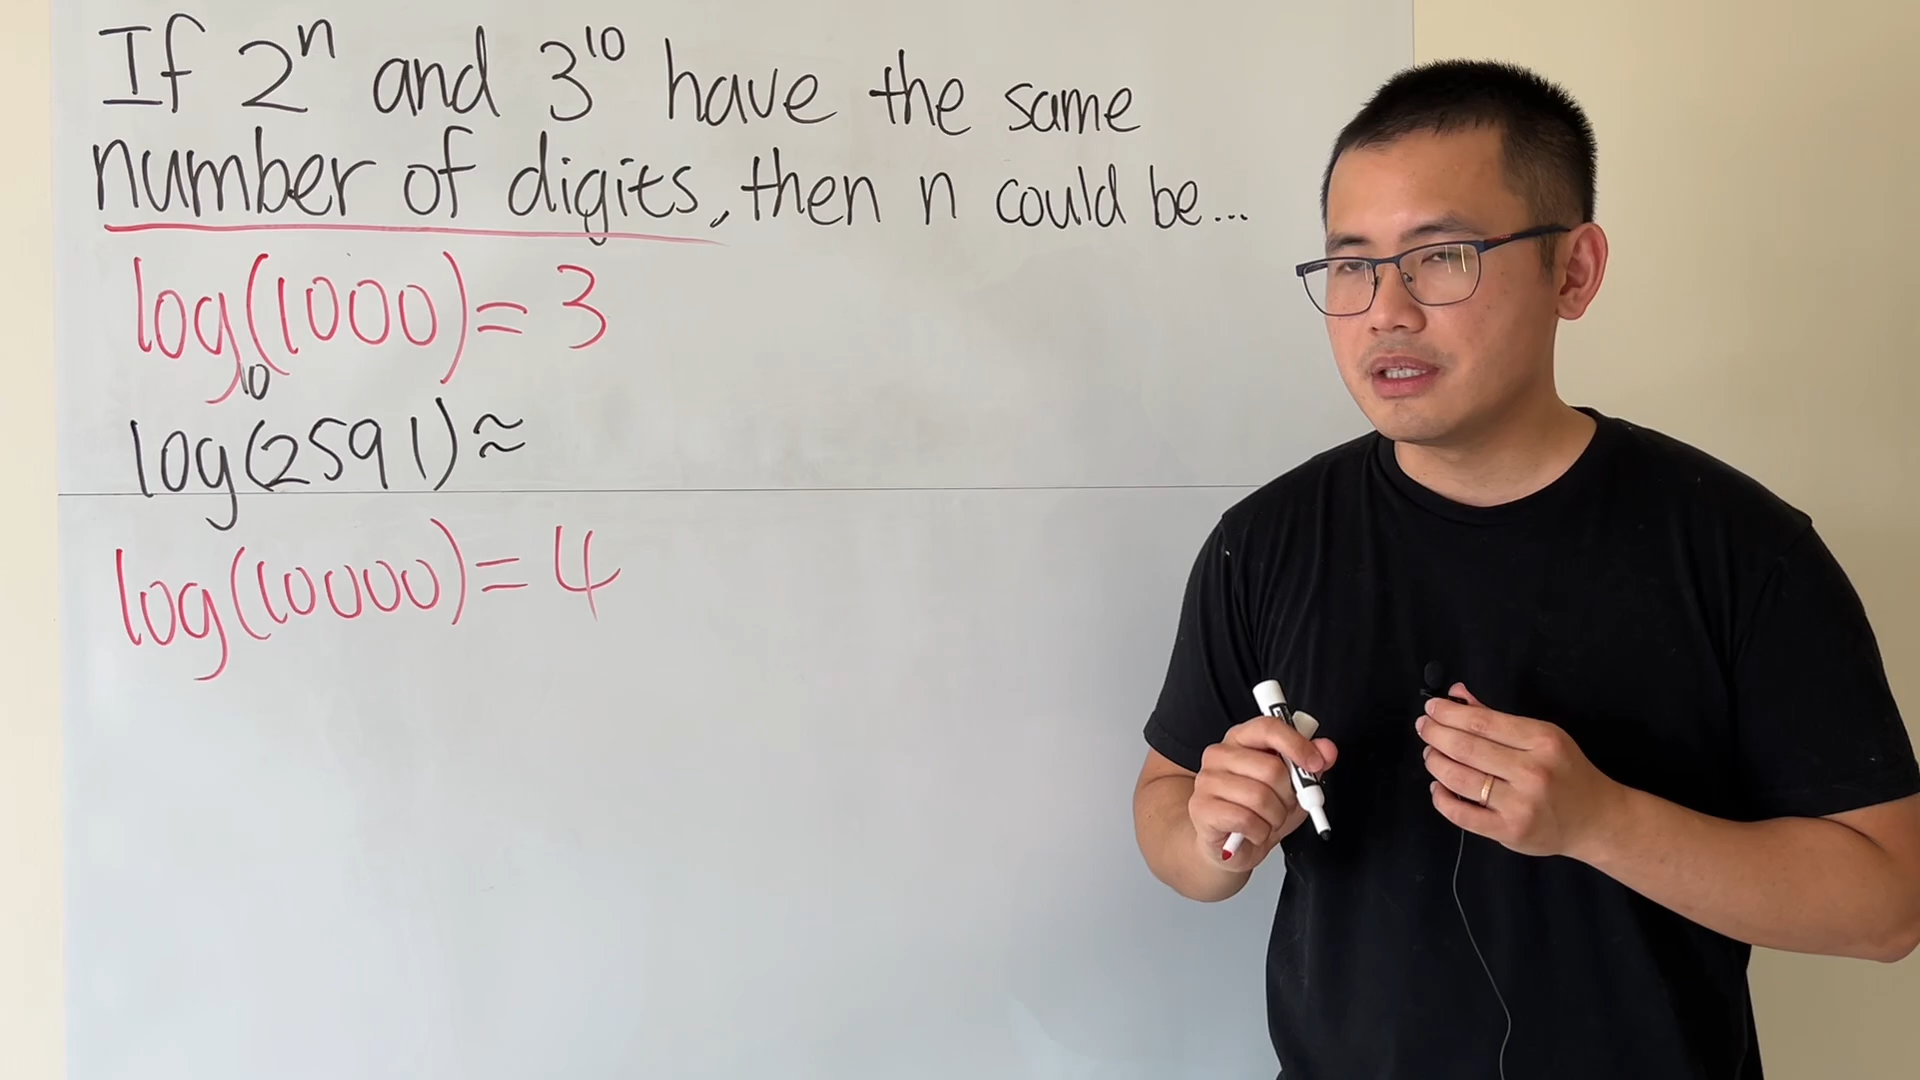 If 2^n and 3^10 have the same
number of digits, then n could be...
log₁₀(1000) = 3
log(2591) ≈
log(10000) = 4